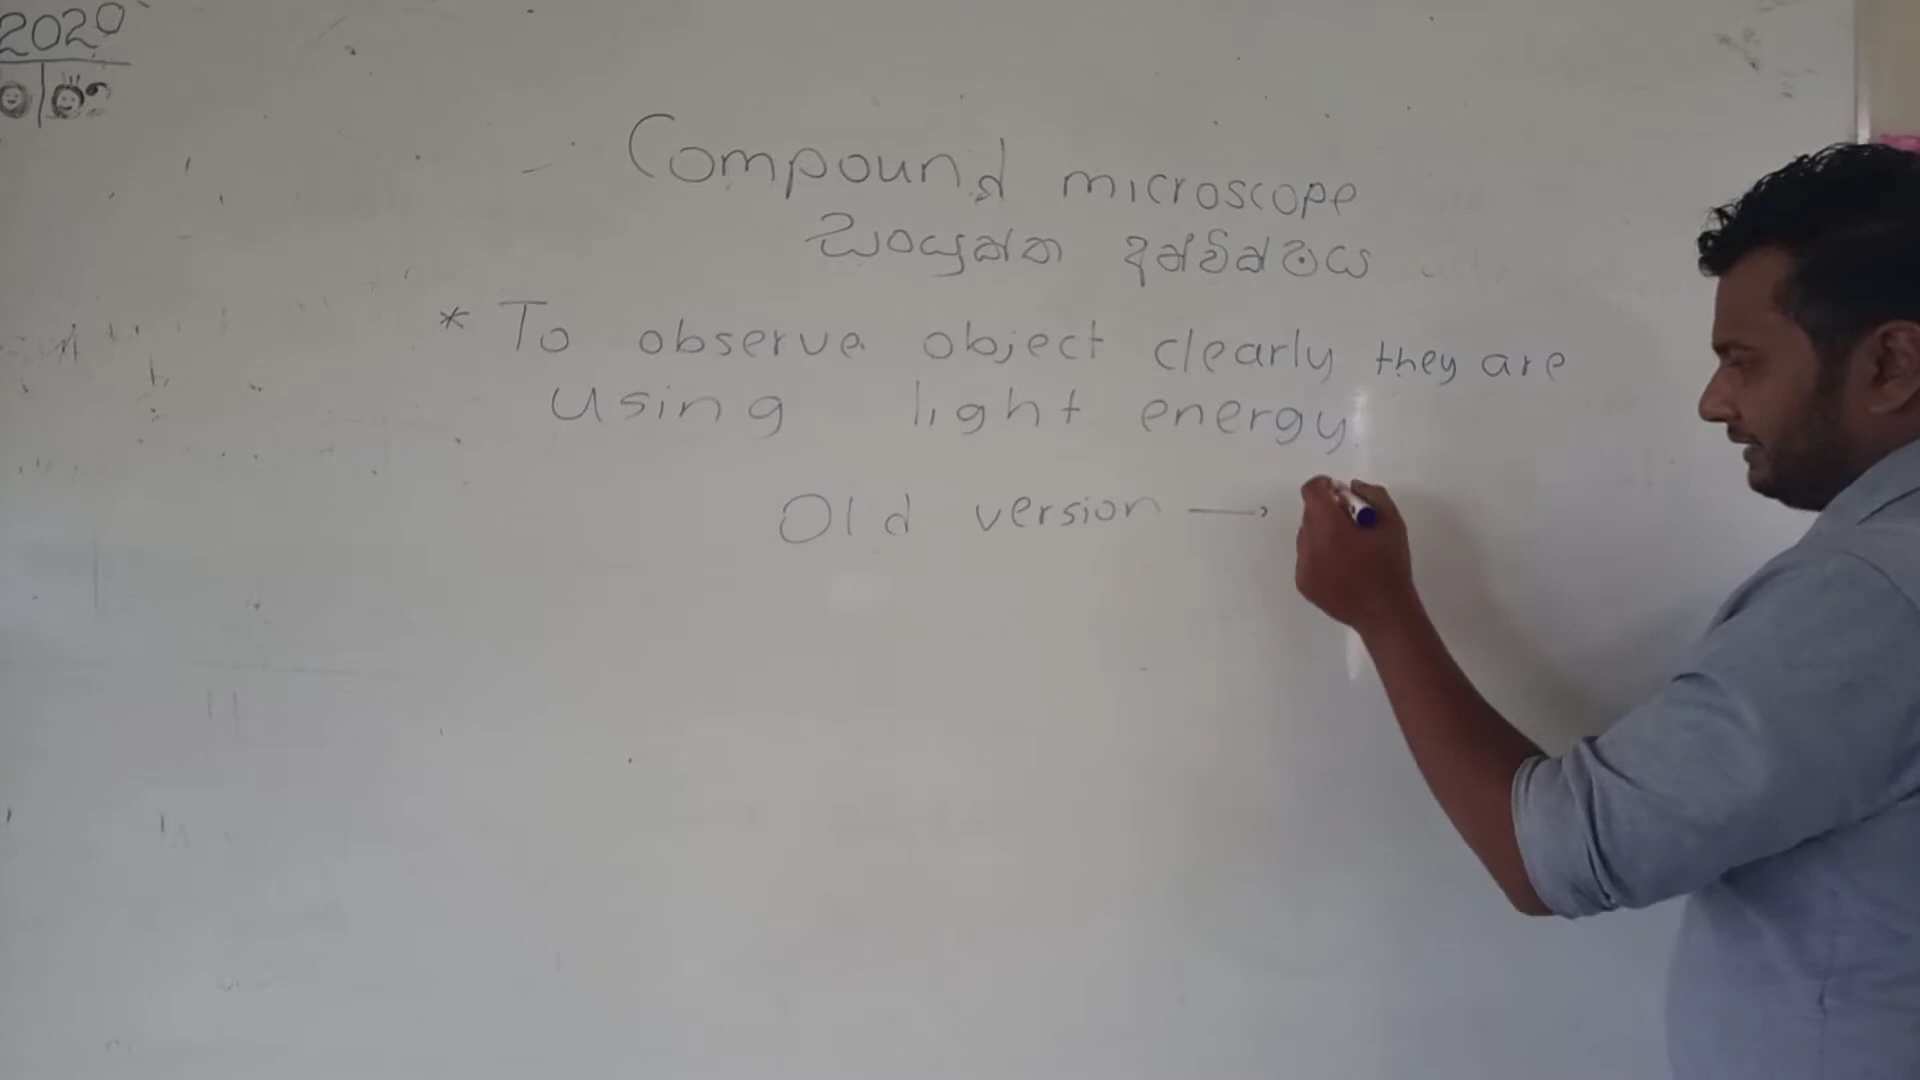 2020
Compound microscope
සංයුක්ත අන්වීක්ෂය
* To observe object clearly they are
using light energy.
Old version →